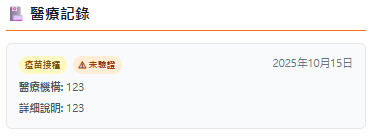 醫療記錄
疫苗接種 ⚠ 未驗證 2025年10月15日
醫療機構: 123
詳細說明: 123